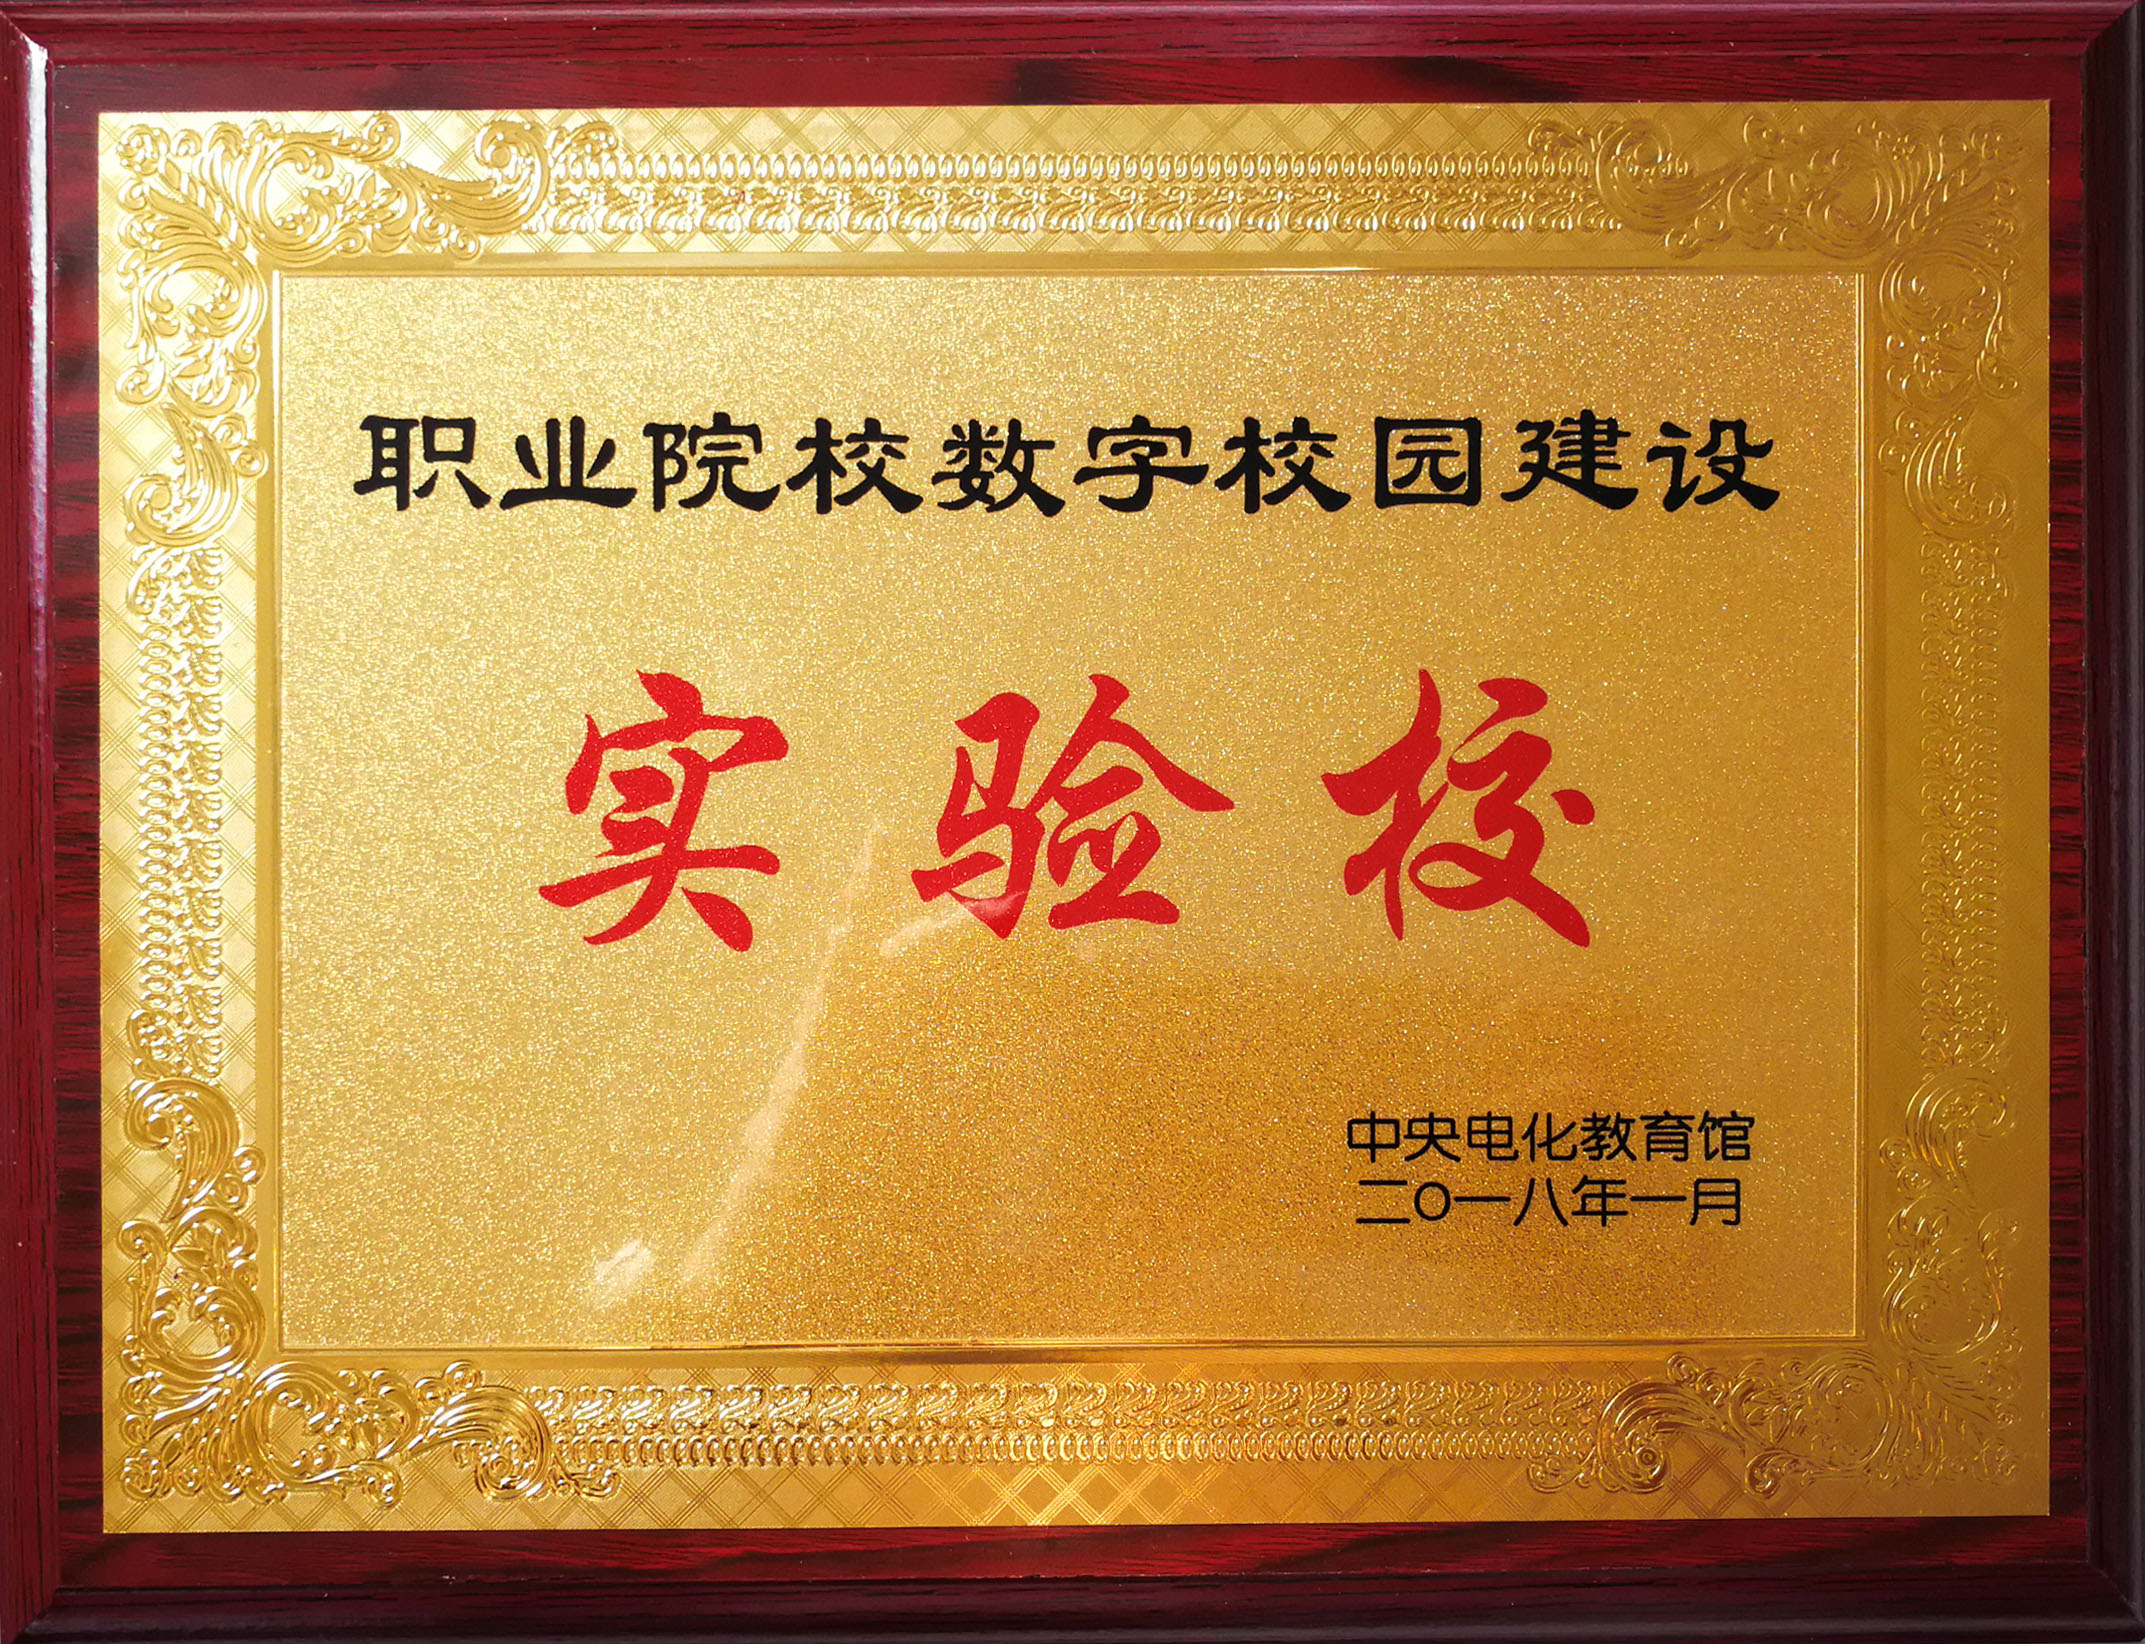 职业院校数字校园建设
实验校
中央电化教育馆
二〇一八年一月